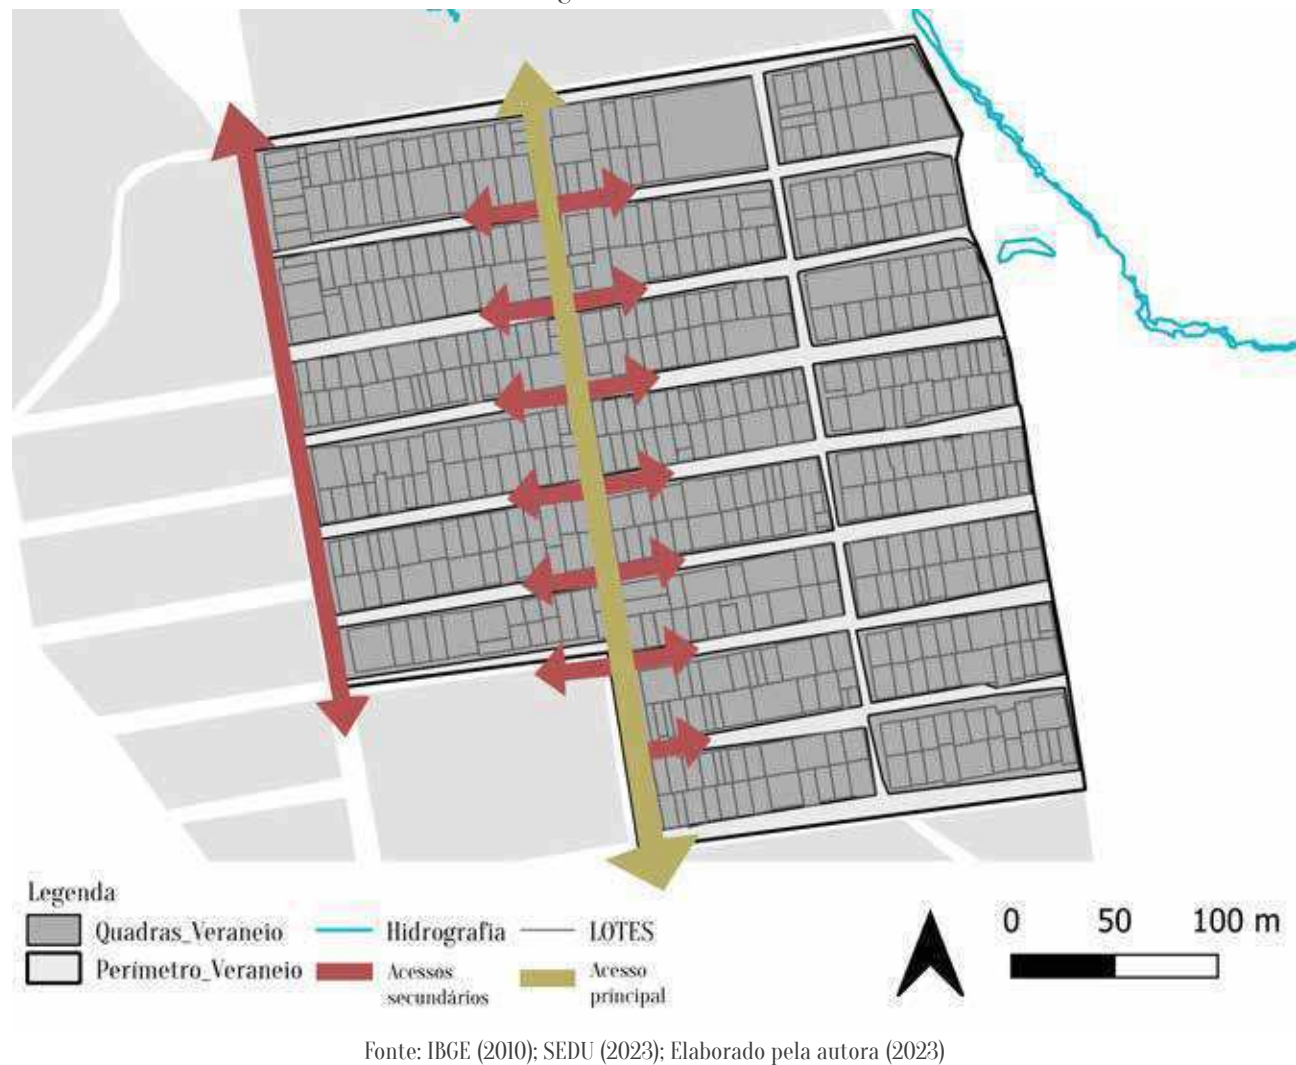 Legenda
Quadras_Veraneio
Hidrografia
LOTES
Perímetro_Veraneio
Acessos
secundários
Acesso
principal
0 50 100 m
Fonte: IBGE (2010); SEDU (2023); Elaborado pela autora (2023)